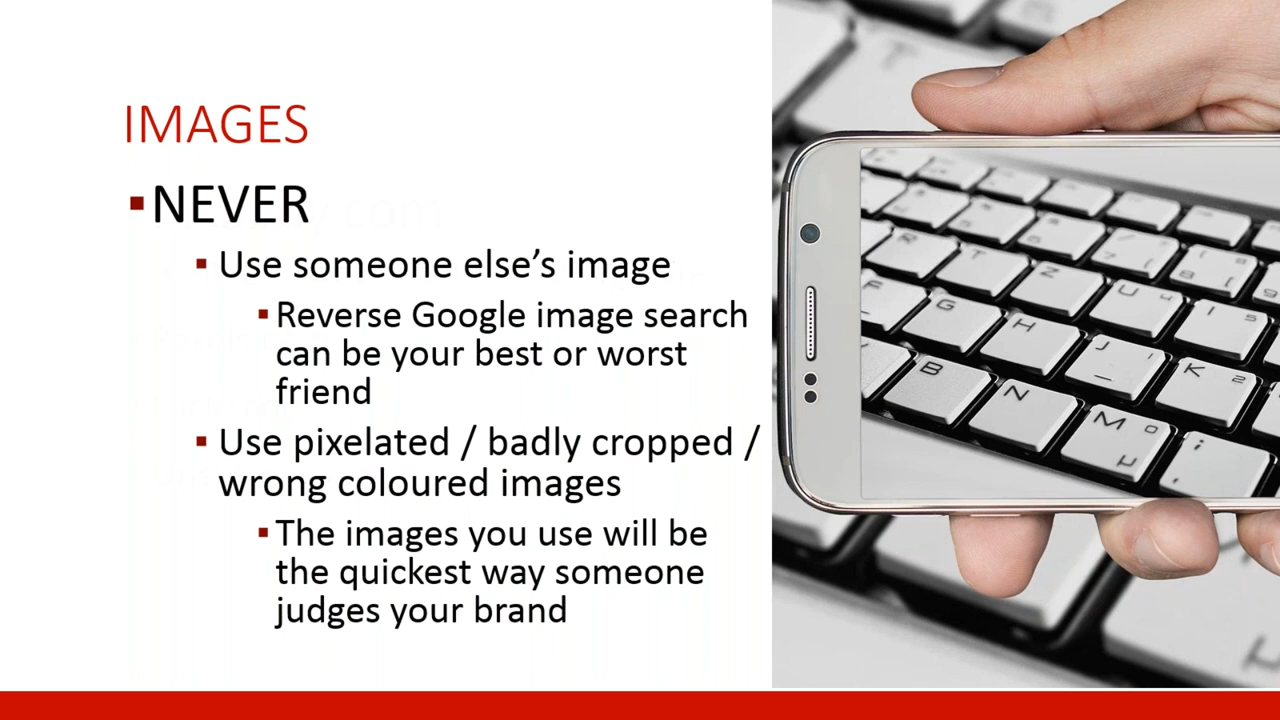 IMAGES
▪NEVER
▪ Use someone else’s image
▪Reverse Google image search
can be your best or worst
friend
▪ Use pixelated / badly cropped /
wrong coloured images
▪The images you use will be
the quickest way someone
judges your brand
R
T
Z
U
I
F
G
H
J
K
B
N
M